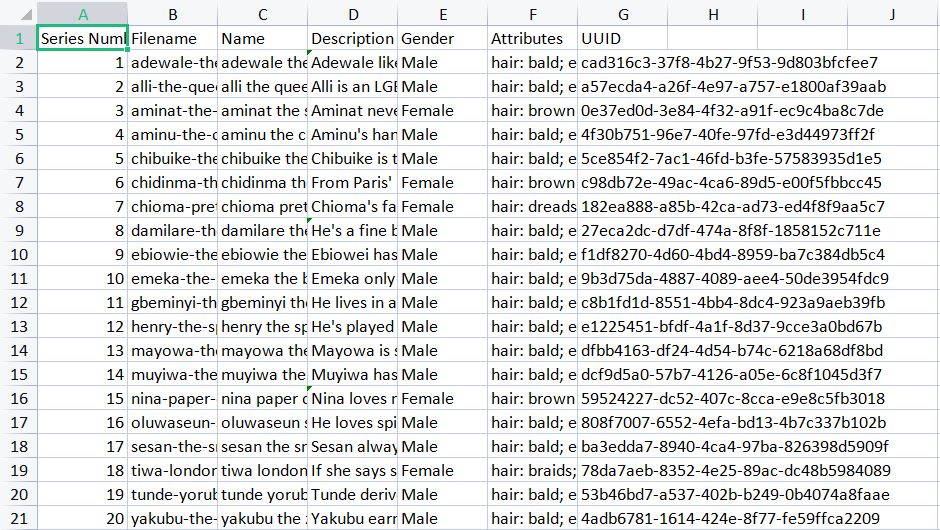 A B C D E F G H I J
1 Series Num Filename Name Description Gender Attributes UUID
2 1 adewale-the adewale the Adewale like Male hair: bald; e cad316c3-37f8-4b27-9f53-9d803bfcfee7
3 2 alli-the-quee alli the quee Alli is an LGB Male hair: bald; e a57ecda4-a26f-4e97-a757-e1800af39aab
4 3 aminat-the- aminat the s Aminat neve Female hair: brown 0e37ed0d-3e84-4f32-a91f-ec9c4ba8c7de
5 4 aminu-the-c aminu the c Aminu's har Male hair: bald; e 4f30b751-96e7-40fe-97fd-e3d44973ff2f
6 5 chibuike-the chibuike the Chibuike is t Male hair: bald; e 5ce854f2-7ac1-46fd-b3fe-57583935d1e5
7 6 chidinma-th chidinma th From Paris' Female hair: brown c98db72e-49ac-4ca6-89d5-e00f5fbbcc45
8 7 chioma-pret chioma pret Chioma's fa Female hair: dreads 182ea888-a85b-42ca-ad73-ed4f8f9aa5c7
9 8 damilare-th damilare the He's a fine b Male hair: bald; e 27eca2dc-d7df-474a-8f8f-1858152c711e
10 9 ebiowie-the ebiowie the Ebiowei has Male hair: bald; e f1df8270-4d60-4bd4-8959-ba7c384db5c4
11 10 emeka-the- emeka the b Emeka only Male hair: bald; e 9b3d75da-4887-4089-aee4-50de3954fdc9
12 11 gbeminyi-th gbeminyi th He lives in a Male hair: bald; e c8b1fd1d-8551-4bb4-8dc4-923a9aeb39fb
13 12 henry-the-sp henry the sp He's played Male hair: bald; e e1225451-bfdf-4a1f-8d37-9cce3a0bd67b
14 13 mayowa-the mayowa the Mayowa is s Male hair: bald; e dfbb4163-df24-4d54-b74c-6218a68df8bd
15 14 muyiwa-the muyiwa the Muyiwa has Male hair: bald; e dcf9d5a0-57b7-4126-a05e-6c8f1045d3f7
16 15 nina-paper- nina paper c Nina loves r Female hair: brown 59524227-dc52-407c-8cca-e9e8c5fb3018
17 16 oluwaseun- oluwaseun s He loves spi Male hair: bald; e 808f7007-6552-4efa-bd13-4b7c337b102b
18 17 sesan-the-sr sesan the sr Sesan alway Male hair: bald; e ba3edda7-8940-4ca4-97ba-826398d5909f
19 18 tiwa-london tiwa london If she says s Female hair: braids; 78da7aeb-8352-4e25-89ac-dc48b5984089
20 19 tunde-yorub tunde yorub Tunde deriv Male hair: bald; e 53b46bd7-a537-402b-b249-0b4074a8faae
21 20 yakubu-the- yakubu the Yakubu earr Male hair: bald; e 4adb6781-1614-424e-8f77-fe59ffca2209